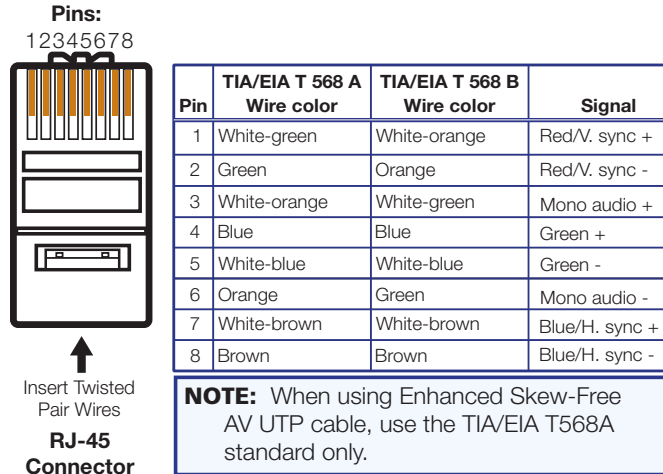 Pins:
12345678
Insert Twisted
Pair Wires
RJ-45
Connector
Pin TIA/EIA T 568 A Wire color TIA/EIA T 568 B Wire color Signal
1 White-green White-orange Red/V. sync +
2 Green Orange Red/V. sync -
3 White-orange White-green Mono audio +
4 Blue Blue Green +
5 White-blue White-blue Green -
6 Orange Green Mono audio -
7 White-brown White-brown Blue/H. sync +
8 Brown Brown Blue/H. sync -
NOTE: When using Enhanced Skew-Free
AV UTP cable, use the TIA/EIA T568A
standard only.